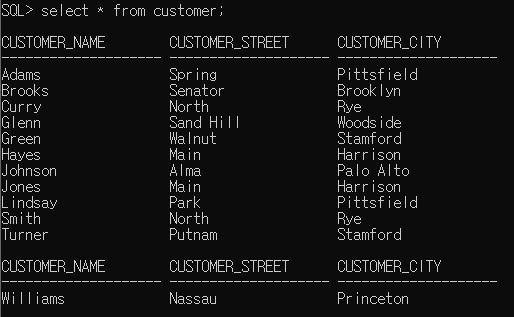 SQL> select * from customer;
CUSTOMER_NAME CUSTOMER_STREET CUSTOMER_CITY
-------------------- -------------------- --------------------
Adams Spring Pittsfield
Brooks Senator Brooklyn
Curry North Rye
Glenn Sand Hill Woodside
Green Walnut Stamford
Hayes Main Harrison
Johnson Alma Palo Alto
Jones Main Harrison
Lindsay Park Pittsfield
Smith North Rye
Turner Putnam Stamford
CUSTOMER_NAME CUSTOMER_STREET CUSTOMER_CITY
-------------------- -------------------- --------------------
Williams Nassau Princeton